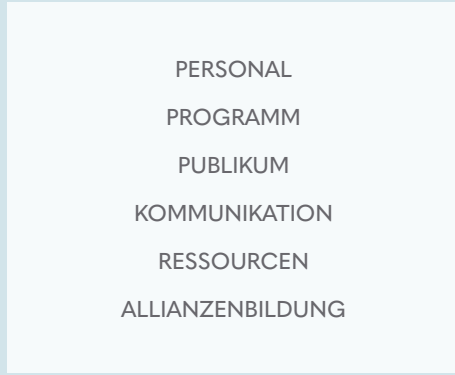 PERSONAL
PROGRAMM
PUBLIKUM
KOMMUNIKATION
RESSOURCEN
ALLIANZENBILDUNG